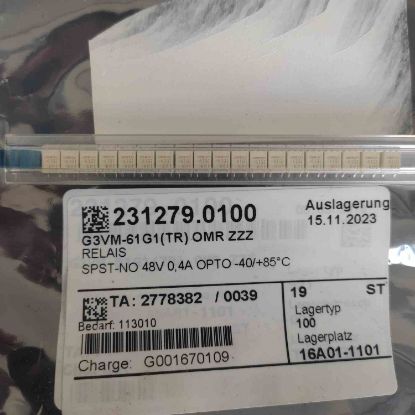 231279.0100
Auslagerung
15.11.2023
G3VM-61G1(TR) OMR ZZZ
RELAIS
SPST-NO 48V 0,4A OPTO -40/+85°C
TA: 2778382 / 0039
19 ST
Bedarf: 113010
Lagertyp
100
Lagerplatz
16A01-1101
Charge: G001670109